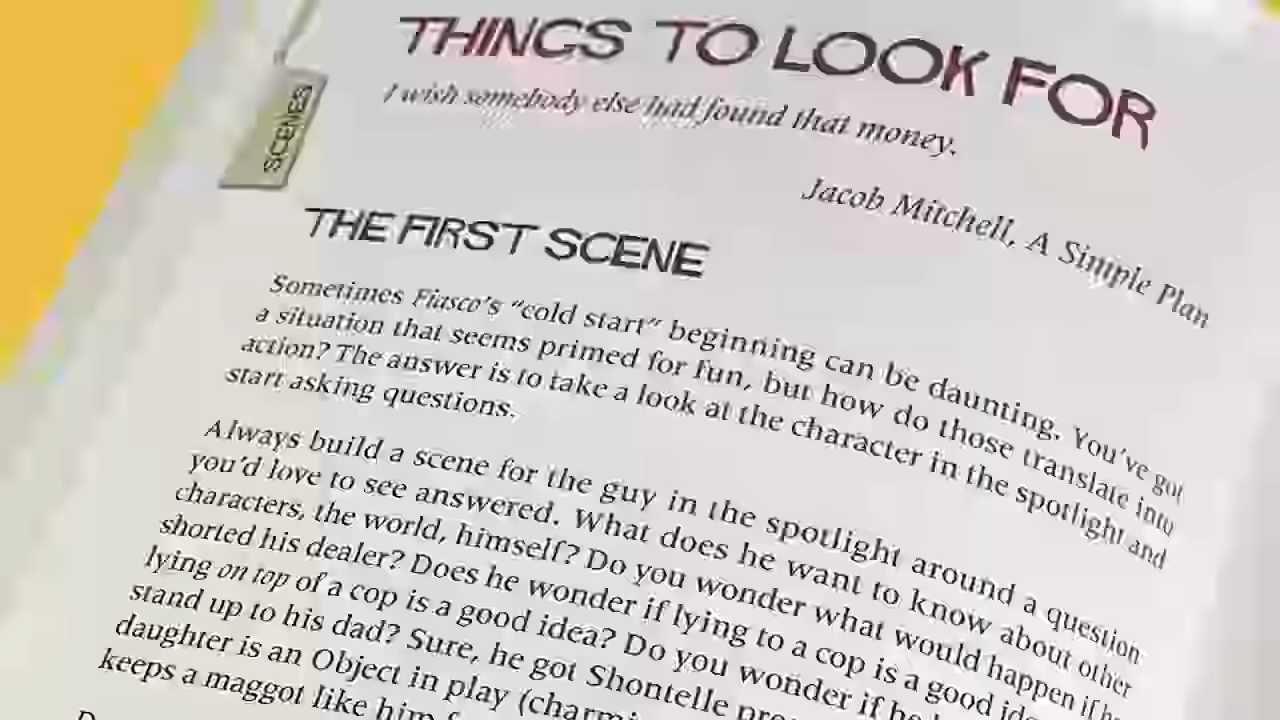 SCENES
THINGS TO LOOK FOR
I wish somebody else had found that money.
Jacob Mitchell, A Simple Plan
THE FIRST SCENE
Sometimes Fiasco's "cold start" beginning can be daunting. You've got
a situation that seems primed for fun, but how do those translate into
action? The answer is to take a look at the character in the spotlight and
start asking questions.
Always build a scene for the guy in the spotlight around a question
you'd love to see answered. What does he want to know about other
characters, the world, himself? Do you wonder what would happen if he
shorted his dealer? Does he wonder if lying to a cop is a good
lying on top of a cop is a good idea? Do you wonder if he
stand up to his dad? Sure, he got Shontelle
daughter is an Object in play
keeps a maggot like him